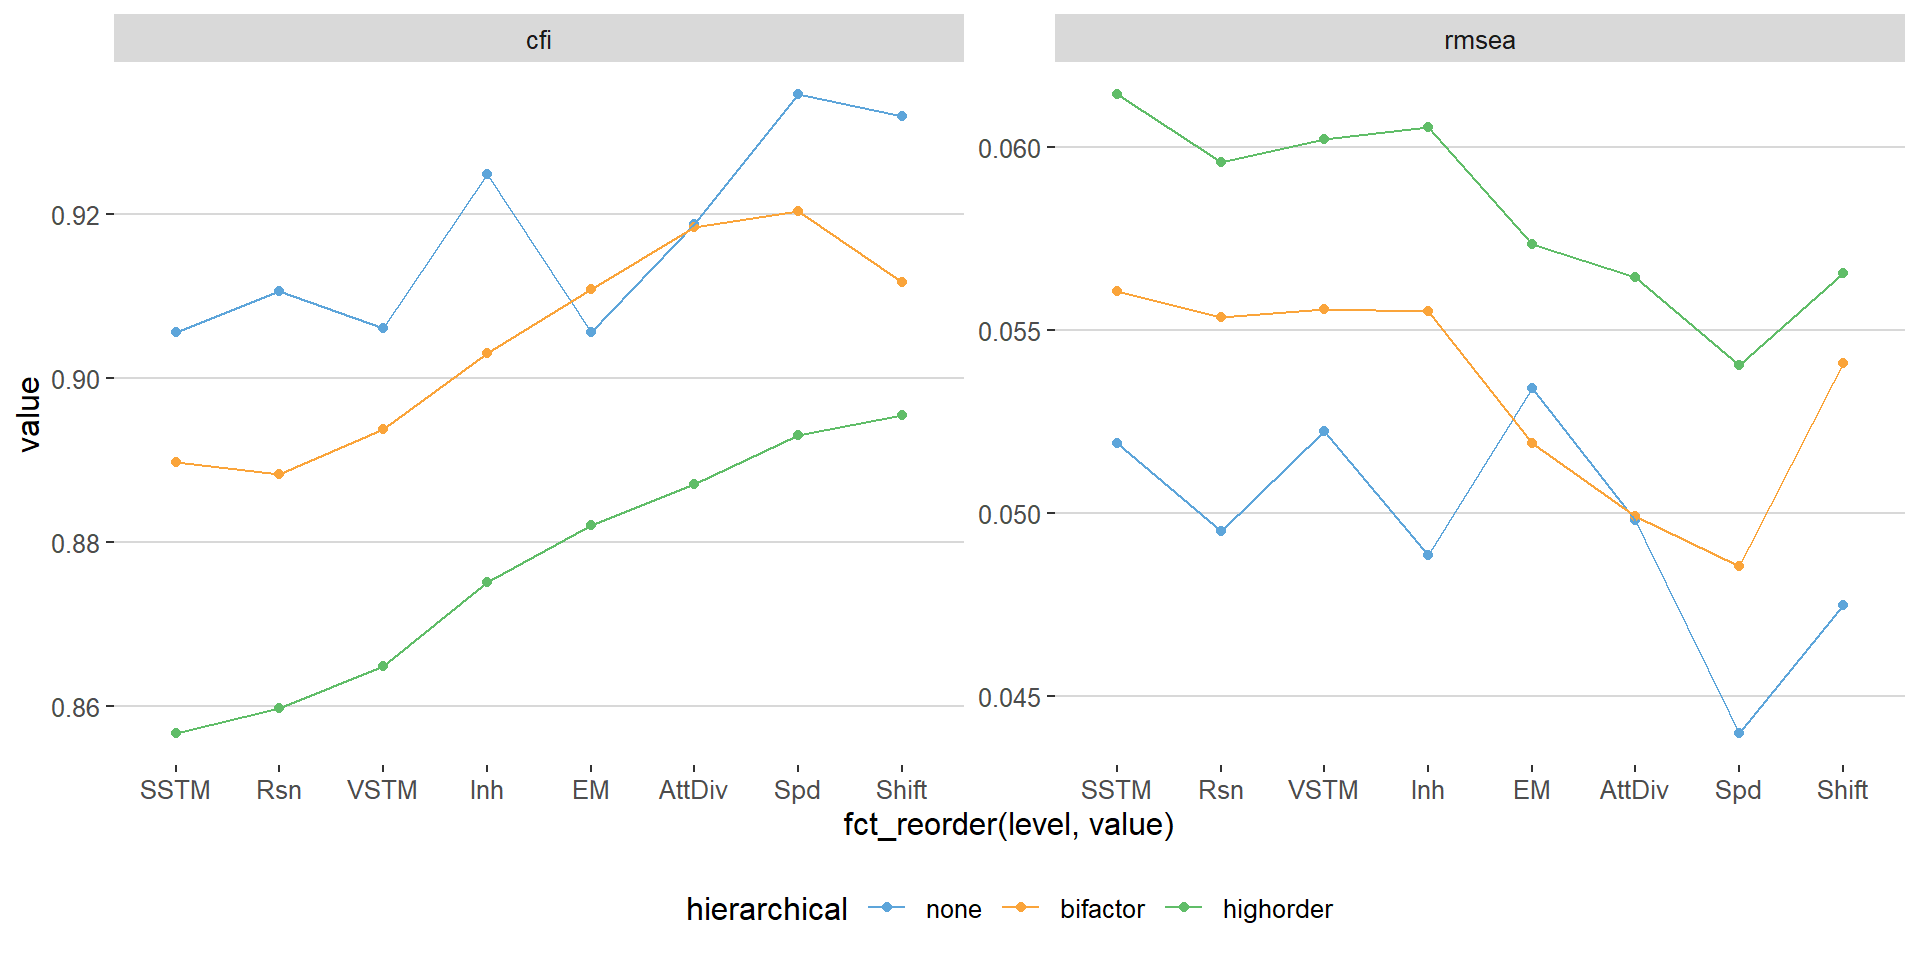 cfi
rmsea
value
0.92
0.90
0.88
0.86
0.060
0.055
0.050
0.045
SSTM Rsn VSTM Inh EM AttDiv Spd Shift
SSTM Rsn VSTM Inh EM AttDiv Spd Shift
fct_reorder(level, value)
hierarchical none bifactor highorder